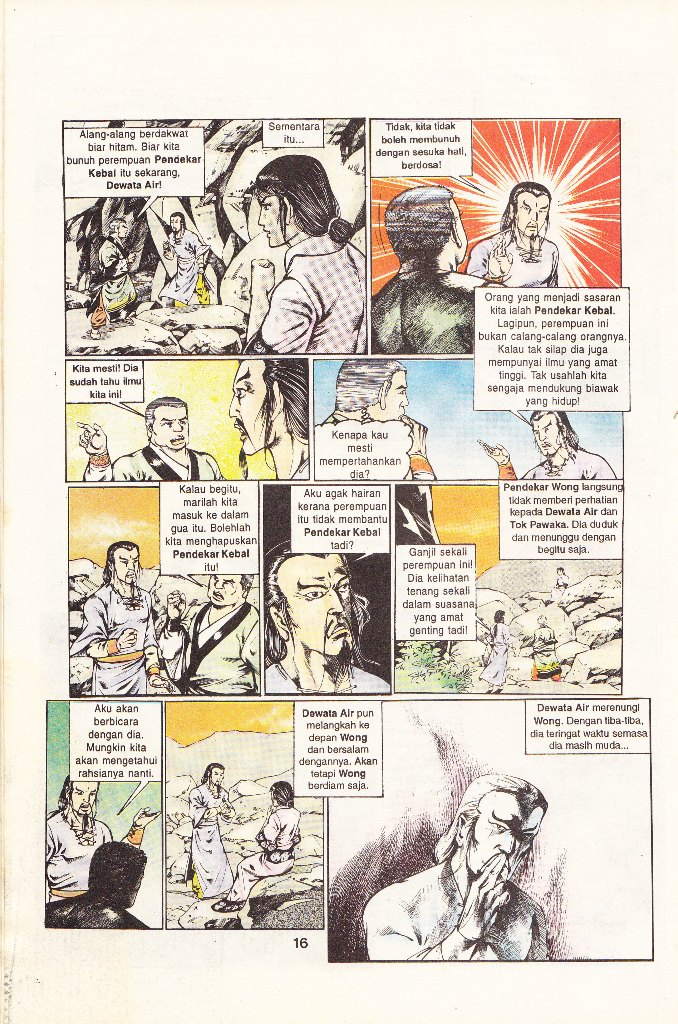 Alang-alang berdakwat
biar hitam. Biar kita
bunuh perempuan Pendekar
Kebal itu sekarang,
Dewata Air!
Sementara
itu...
Tidak, kita tidak
boleh membunuh
dengan sesuka hati,
berdosa!
Orang yang menjadi sasaran
kita ialah Pendekar Kebal.
Lagipun, perempuan ini
bukan calang-calang orangnya.
Kalau tak silap dia juga
mempunyai ilmu yang amat
tinggi. Tak usahlah kita
sengaja mendukung biawak
yang hidup!
Kita mesti! Dia
sudah tahu ilmu
kita ini!
Kenapa kau
mesti
mempertahankan
dia?
Kalau begitu,
marilah kita
masuk ke dalam
gua itu. Bolehlah
kita menghapuskan
Pendekar Kebal
itu!
Aku agak hairan
kerana perempuan
itu tidak membantu
Pendekar Kebal
tadi?
Ganjil sekali
perempuan ini!
Dia kelihatan
tenang sekali
dalam suasana
yang amat
genting tadi!
Pendekar Wong langsung
tidak memberi perhatian
kepada Dewata Air dan
Tok Pawaka. Dia duduk
dan menunggu dengan
begitu saja.
Aku akan
berbicara
dengan dia.
Mungkin kita
akan mengetahui
rahsianya nanti.
Dewata Air pun
melangkah ke
depan Wong
dan bersalam
dengannya. Akan
tetapi Wong
berdiam saja.
Dewata Air merenungi
Wong. Dengan tiba-tiba,
dia teringat waktu semasa
dia masih muda...
16